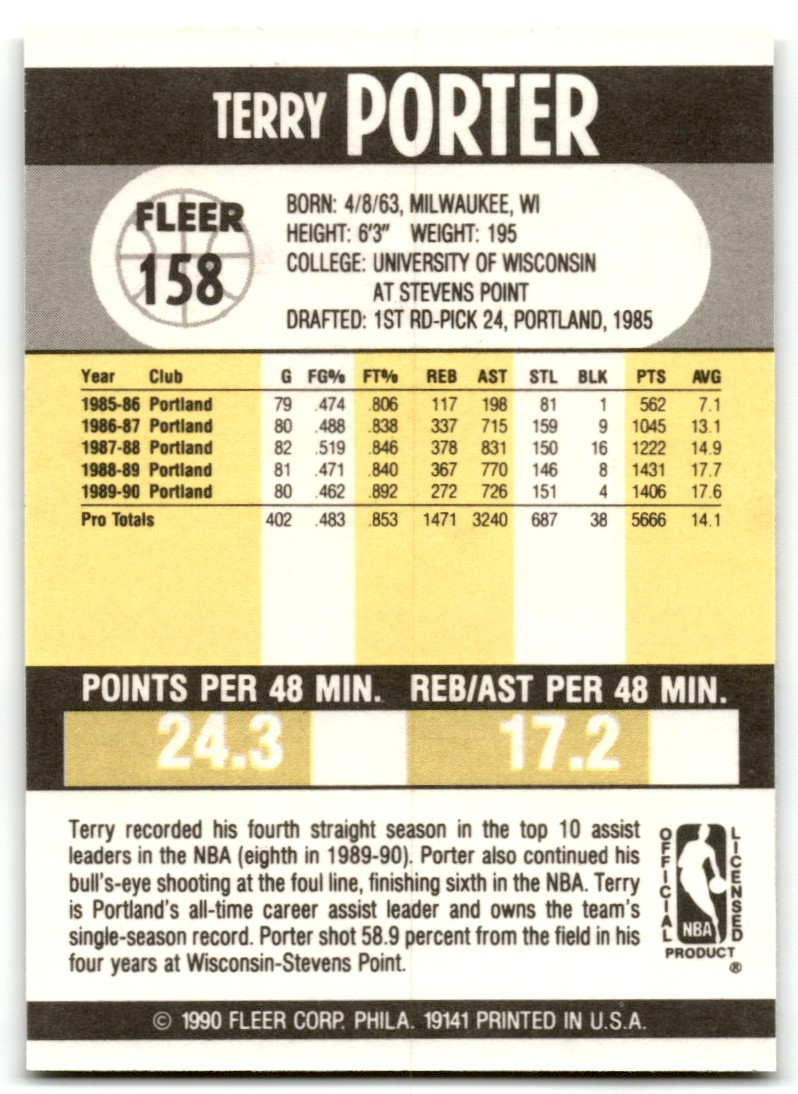 TERRY PORTER
FLEER
158
BORN: 4/8/63, MILWAUKEE, WI
HEIGHT: 6'3" WEIGHT: 195
COLLEGE: UNIVERSITY OF WISCONSIN
AT STEVENS POINT
DRAFTED: 1ST RD-PICK 24, PORTLAND, 1985
Year Club G FG% FT% REB AST STL BLK PTS AVG
1985-86 Portland 79 .474 .806 117 198 81 1 562 7.1
1986-87 Portland 80 .488 .838 337 715 159 9 1045 13.1
1987-88 Portland 82 .519 .846 378 831 150 16 1222 14.9
1988-89 Portland 81 .471 .840 367 770 146 8 1431 17.7
1989-90 Portland 80 .462 .892 272 726 151 4 1406 17.6
Pro Totals 402 .483 .853 1471 3240 687 38 5666 14.1
POINTS PER 48 MIN. REB/AST PER 48 MIN.
24.3 17.2
Terry recorded his fourth straight season in the top 10 assist
leaders in the NBA (eighth in 1989-90). Porter also continued his
bull's-eye shooting at the foul line, finishing sixth in the NBA. Terry
is Portland's all-time career assist leader and owns the team's
single-season record. Porter shot 58.9 percent from the field in his
four years at Wisconsin-Stevens Point.
OFFICIAL
LICENSED
NBA
PRODUCT
®
© 1990 FLEER CORP. PHILA. 19141 PRINTED IN U.S.A.